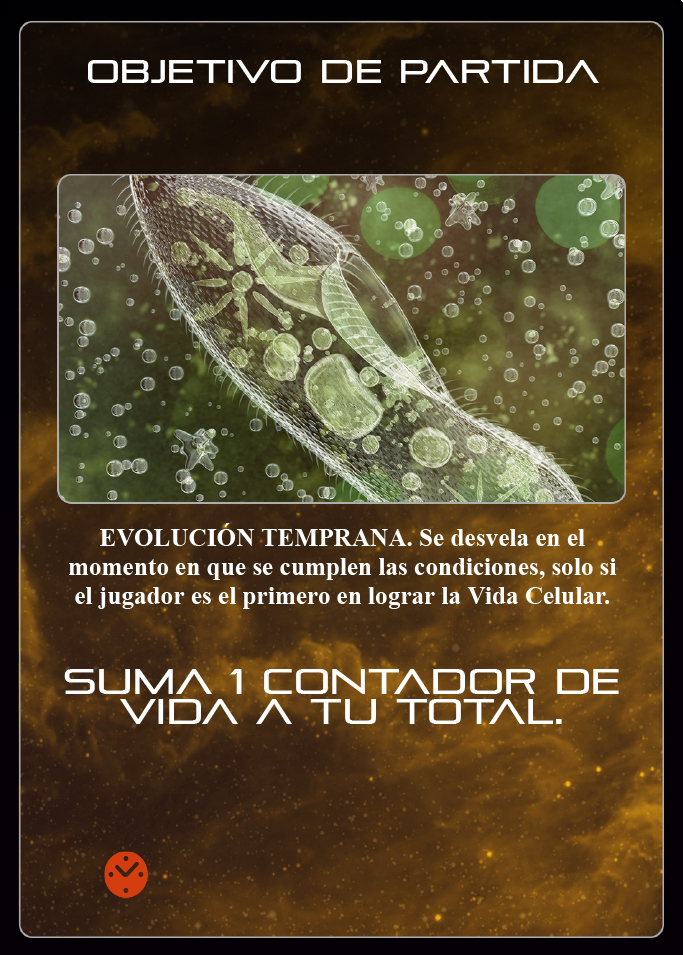 OBJETIVO DE PARTIDA
EVOLUCIÓN TEMPRANA. Se desvela en el
momento en que se cumplen las condiciones, solo si
el jugador es el primero en lograr la Vida Celular.
SUMA 1 CONTADOR DE
VIDA A TU TOTAL.